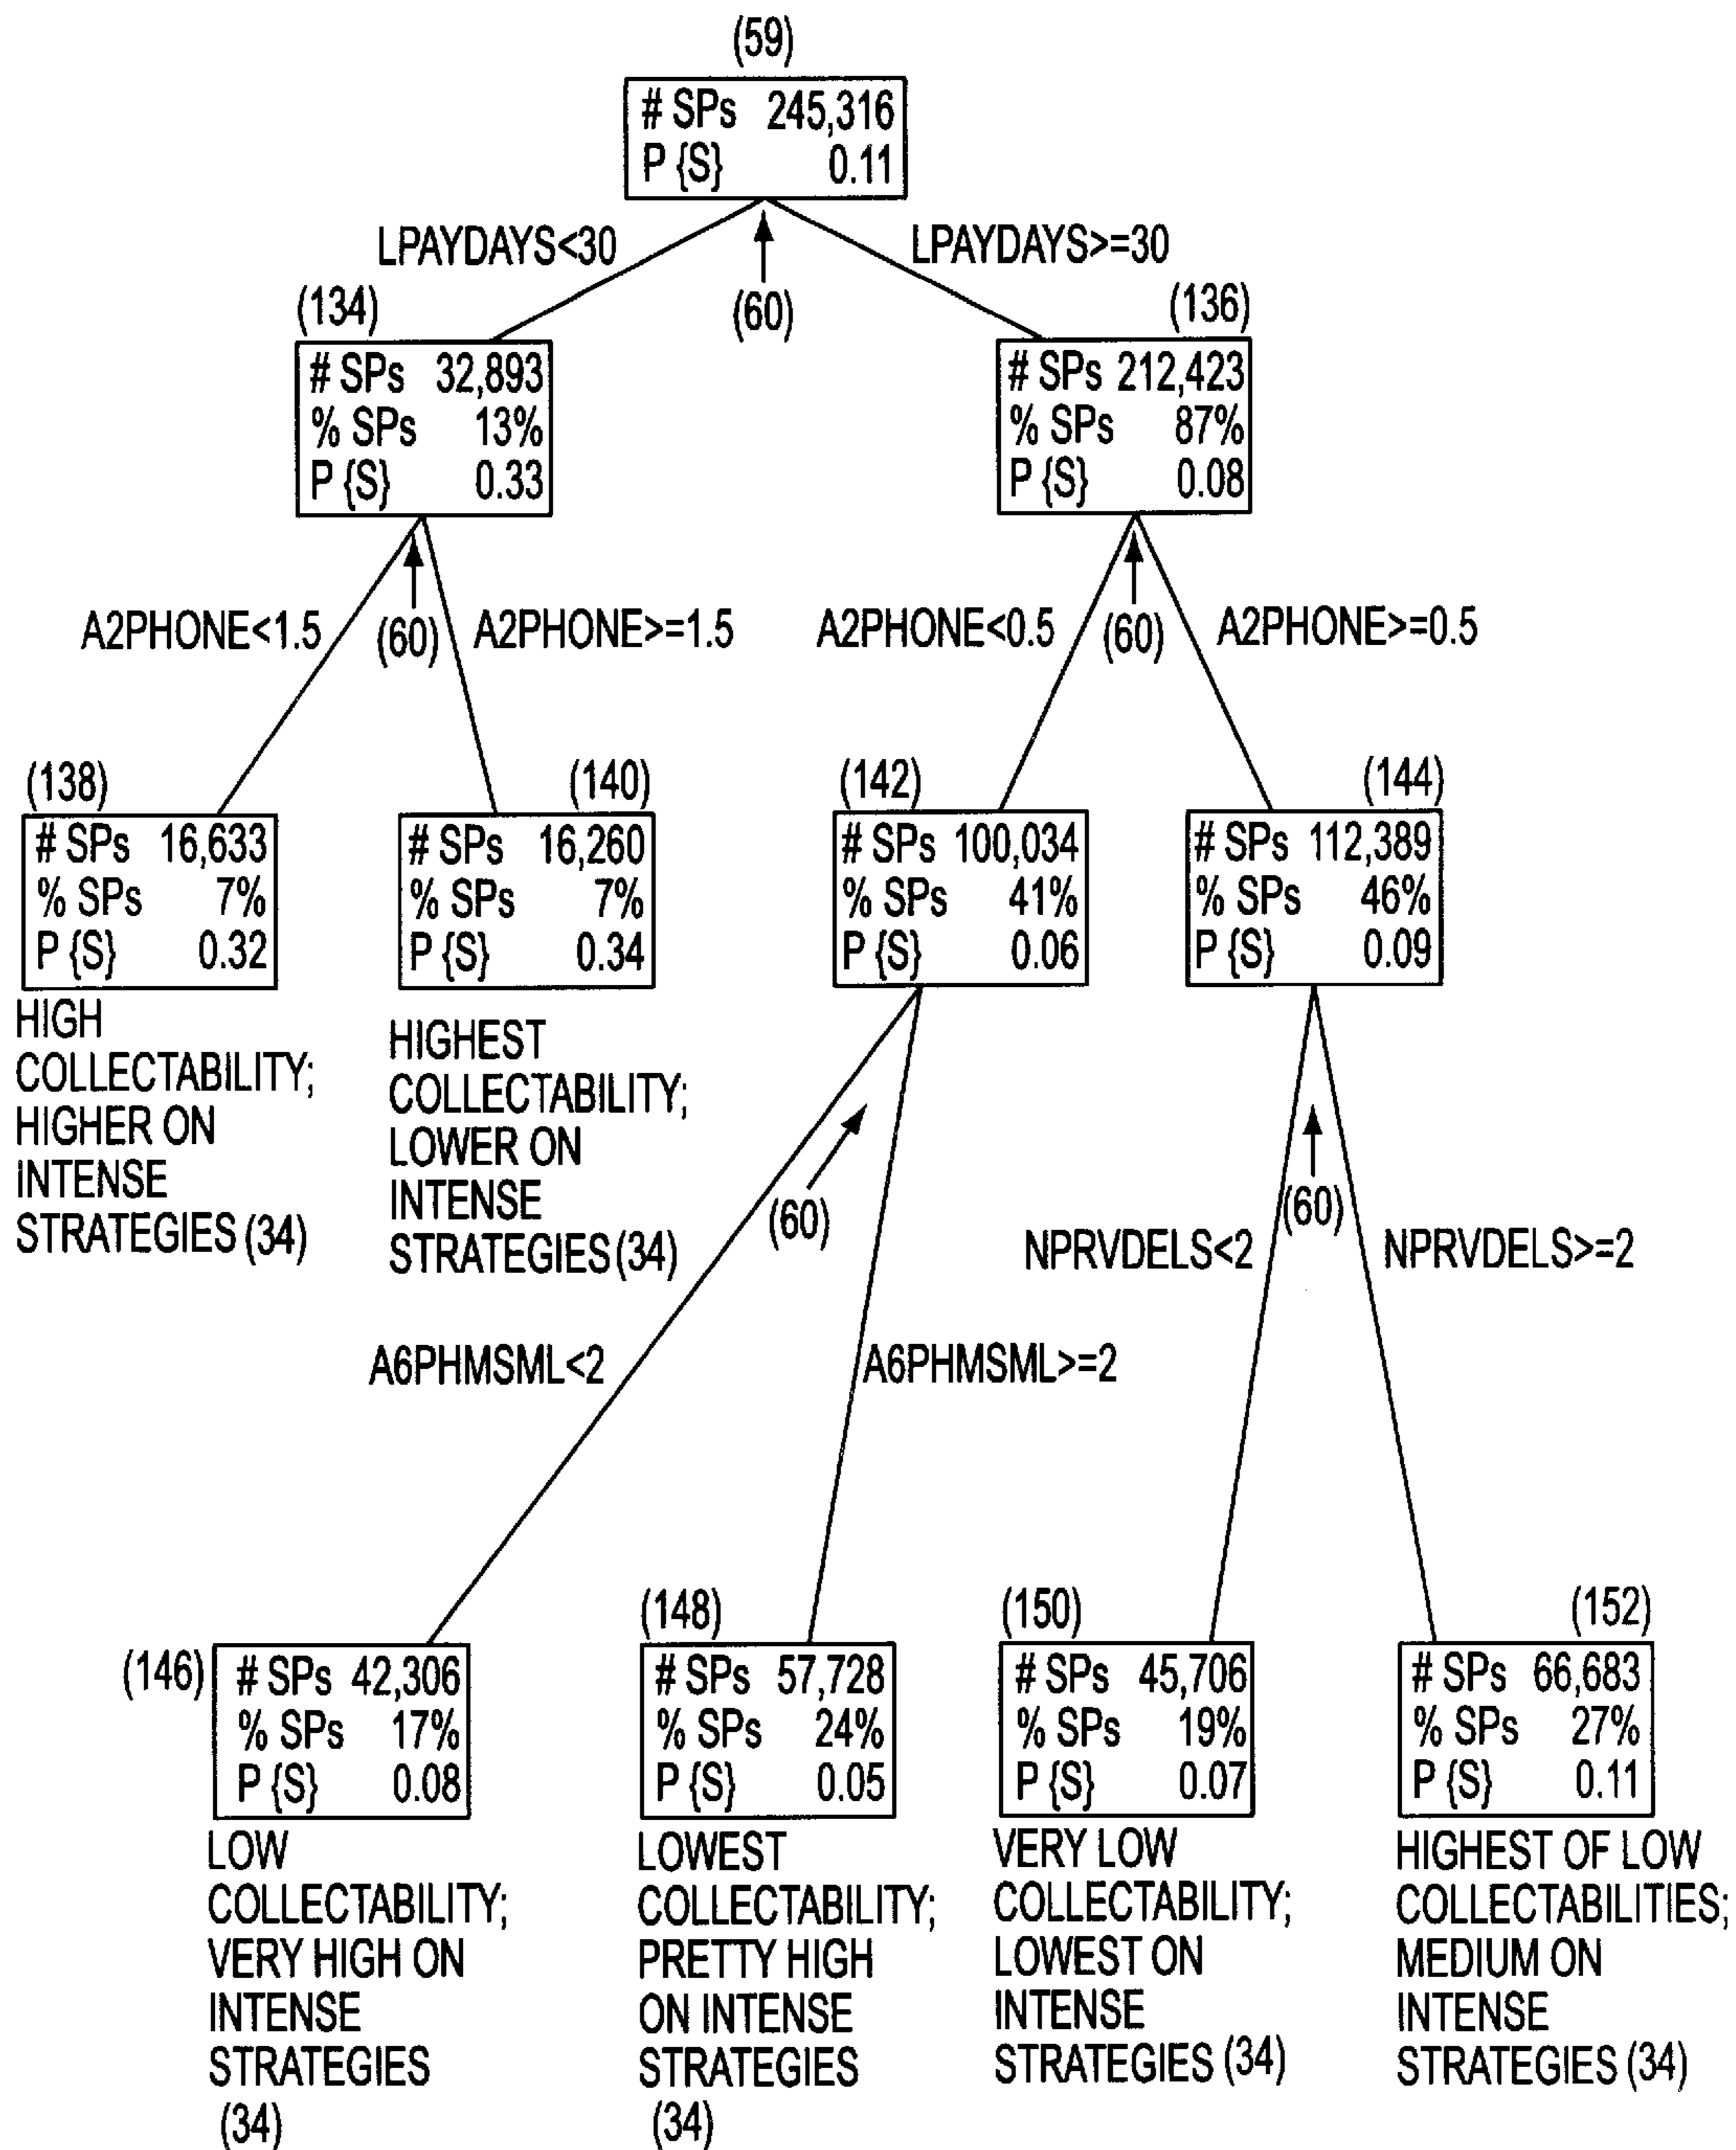 (59)
# SPs 245,316
P {S} 0.11
LPAYDAYS<30
LPAYDAYS>=30
(60)
(134)
# SPs 32,893
% SPs 13%
P {S} 0.33
(136)
# SPs 212,423
% SPs 87%
P {S} 0.08
A2PHONE<1.5
(60)
A2PHONE>=1.5
A2PHONE<0.5
(60)
A2PHONE>=0.5
(138)
# SPs 16,633
% SPs 7%
P {S} 0.32
HIGH
COLLECTABILITY;
HIGHER ON
INTENSE
STRATEGIES (34)
(140)
# SPs 16,260
% SPs 7%
P {S} 0.34
HIGHEST
COLLECTABILITY;
LOWER ON
INTENSE
STRATEGIES (34)
(142)
# SPs 100,034
% SPs 41%
P {S} 0.06
(144)
# SPs 112,389
% SPs 46%
P {S} 0.09
(60)
A6PHMSML<2
A6PHMSML>=2
(60)
NPRVDELS<2
NPRVDELS>=2
(146)
# SPs 42,306
% SPs 17%
P {S} 0.08
LOW
COLLECTABILITY;
VERY HIGH ON
INTENSE
STRATEGIES
(34)
(148)
# SPs 57,728
% SPs 24%
P {S} 0.05
LOWEST
COLLECTABILITY;
PRETTY HIGH
ON INTENSE
STRATEGIES
(34)
(150)
# SPs 45,706
% SPs 19%
P {S} 0.07
VERY LOW
COLLECTABILITY;
LOWEST ON
INTENSE
STRATEGIES (34)
(152)
# SPs 66,683
% SPs 27%
P {S} 0.11
HIGHEST OF LOW
COLLECTABILITIES;
MEDIUM ON
INTENSE
STRATEGIES (34)